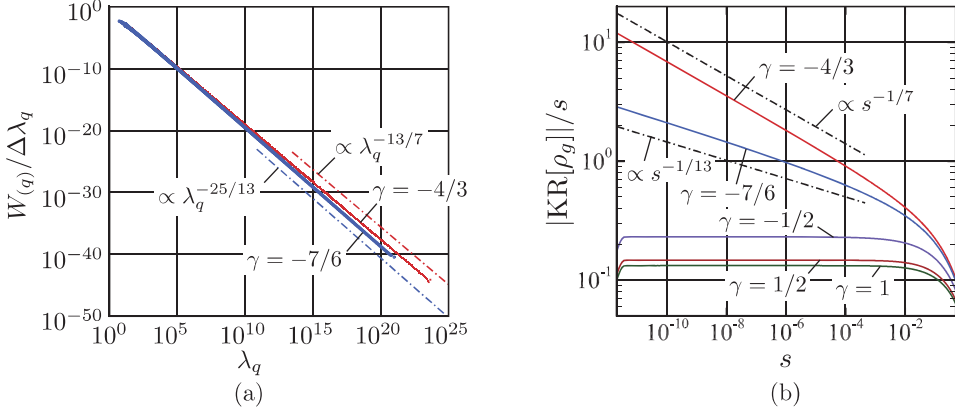 10^0
10^-10
10^-20
10^-30
10^-40
10^-50
W_(q)/Δλ_q
∝ λ_q^-13/7
∝ λ_q^-25/13
γ = −4/3
γ = −7/6
10^0 10^5 10^10 10^15 10^20 10^25
λ_q
(a)
10^1
10^0
10^-1
|KR[ρ_g]|/s
γ = −4/3
∝ s^-1/7
∝ s^-1/13
γ = −7/6
γ = −1/2
γ = 1/2
γ = 1
10^-10 10^-8 10^-6 10^-4 10^-2
s
(b)